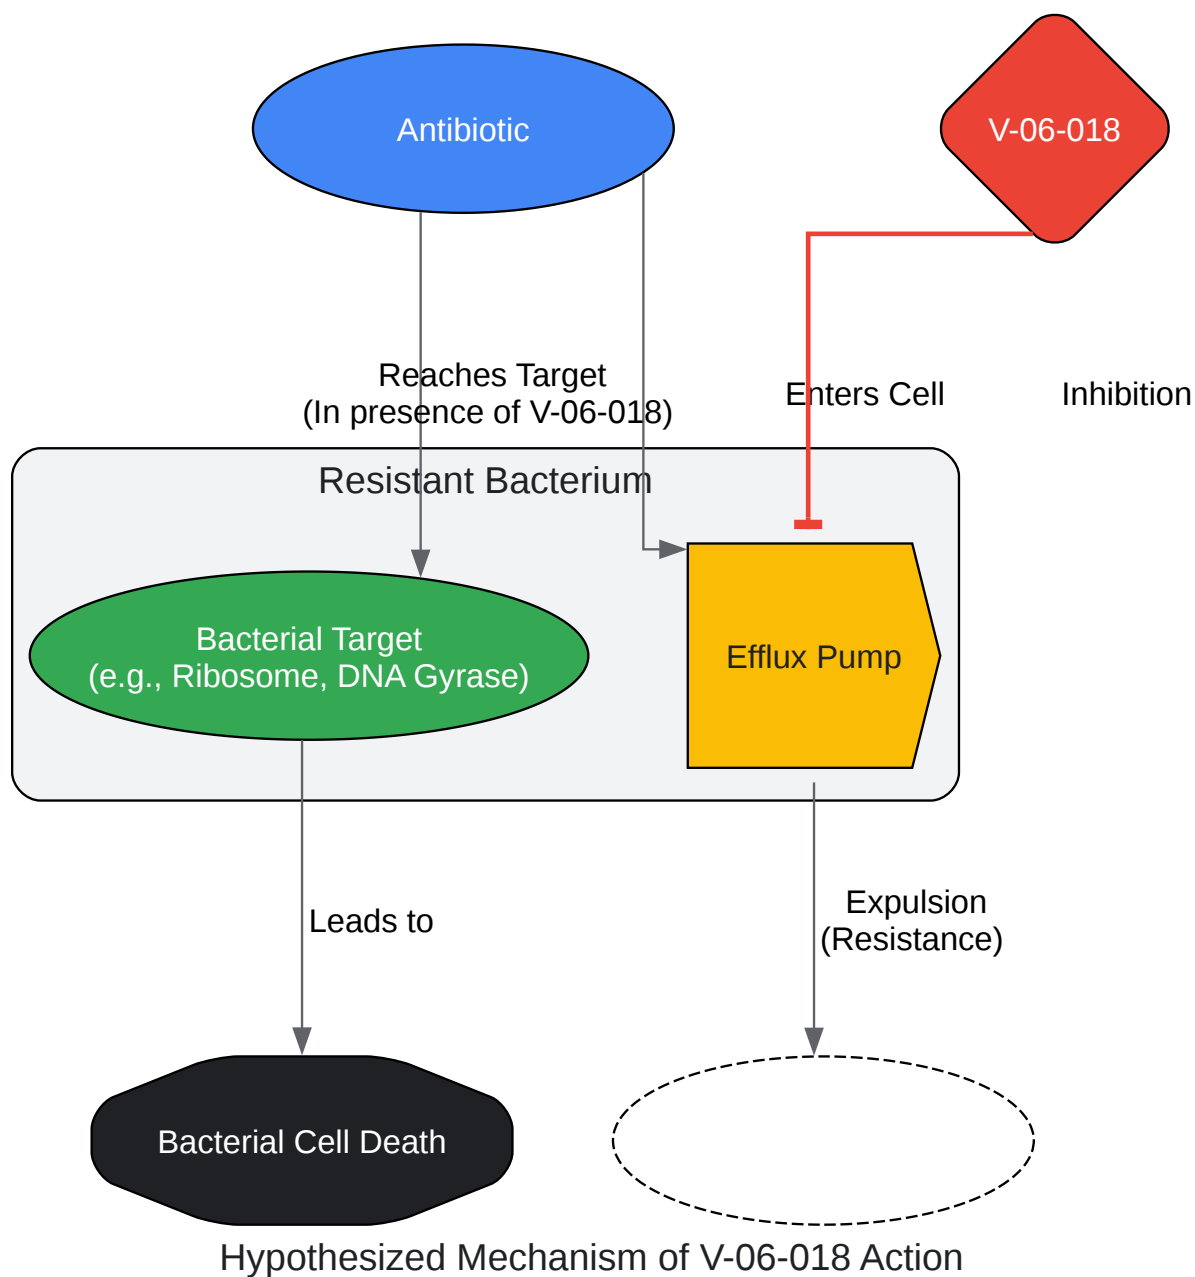 Antibiotic
V-06-018
Reaches Target
(In presence of V-06-018)
Enters Cell
Inhibition
Resistant Bacterium
Bacterial Target
(e.g., Ribosome, DNA Gyrase)
Efflux Pump
Leads to
Expulsion
(Resistance)
Bacterial Cell Death
Hypothesized Mechanism of V-06-018 Action